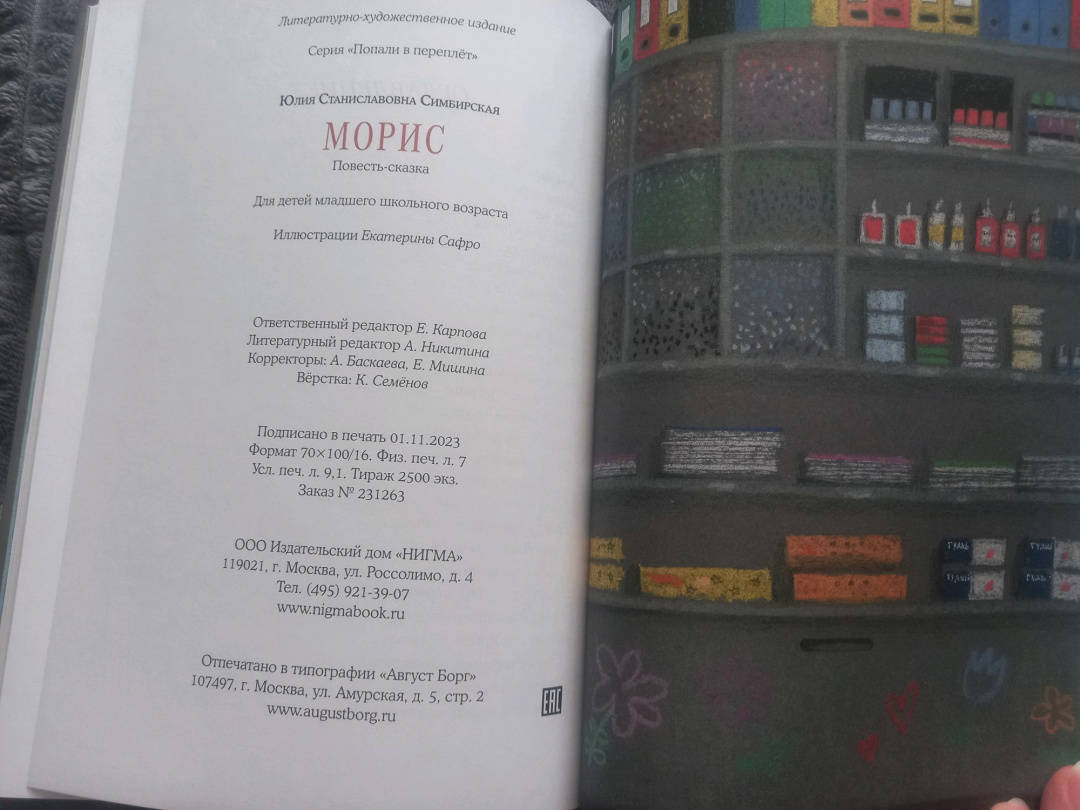 Литературно-художественное издание
Серия «Попали в переплёт»
Юлия Станиславовна Симбирская
МОРИС
Повесть-сказка
Для детей младшего школьного возраста
Иллюстрации Екатерины Сафро
Ответственный редактор Е. Карпова
Литературный редактор А. Никитина
Корректоры: А. Баскаева, Е. Мишина
Вёрстка: К. Семёнов
Подписано в печать 01.11.2023
Формат 70×100/16. Физ. печ. л. 7
Усл. печ. л. 9,1. Тираж 2500 экз.
Заказ № 231263
ООО Издательский дом «НИГМА»
119021, г. Москва, ул. Россолимо, д. 4
Тел. (495) 921-39-07
www.nigmabook.ru
Отпечатано в типографии «Август Борг»
107497, г. Москва, ул. Амурская, д. 5, стр. 2
www.augustborg.ru
EAC